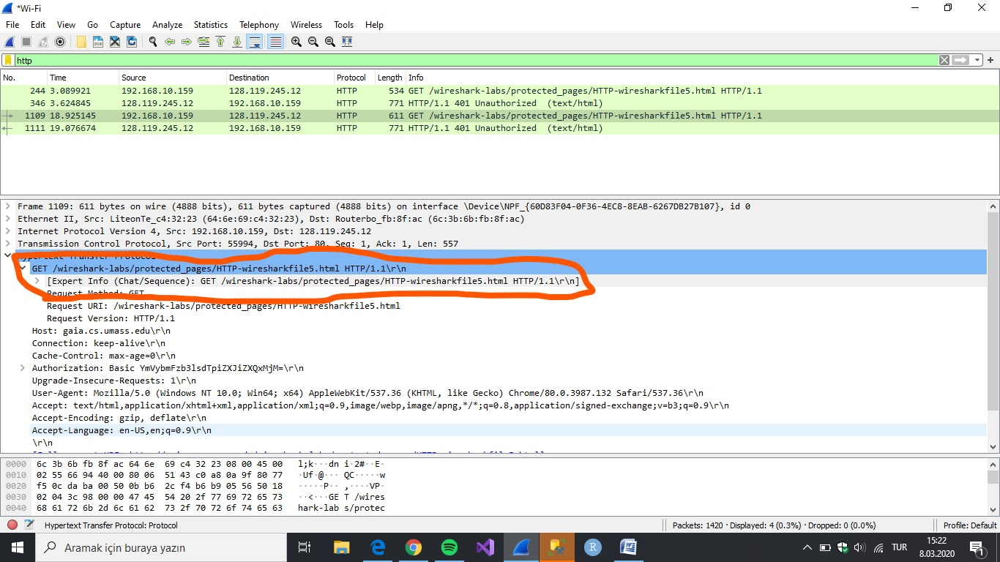 *Wi-Fi
File Edit View Go Capture Analyze Statistics Telephony Wireless Tools Help
http
No. Time Source Destination Protocol Length Info
244 3.089921 192.168.10.159 128.119.245.12 HTTP 534 GET /wireshark-labs/protected_pages/HTTP-wiresharkfile5.html HTTP/1.1
346 3.624845 128.119.245.12 192.168.10.159 HTTP 771 HTTP/1.1 401 Unauthorized (text/html)
1109 18.925145 192.168.10.159 128.119.245.12 HTTP 611 GET /wireshark-labs/protected_pages/HTTP-wiresharkfile5.html HTTP/1.1
1111 19.076674 128.119.245.12 192.168.10.159 HTTP 771 HTTP/1.1 401 Unauthorized (text/html)
Frame 1109: 611 bytes on wire (4888 bits), 611 bytes captured (4888 bits) on interface \Device\NPF_{60D83F04-0F36-4EC8-8EAB-6267DB27B107}, id 0
Ethernet II, Src: LiteonTe_c4:32:23 (64:6e:69:c4:32:23), Dst: Routerbo_fb:8f:ac (6c:3b:6b:fb:8f:ac)
Internet Protocol Version 4, Src: 192.168.10.159, Dst: 128.119.245.12
Transmission Control Protocol, Src Port: 55994, Dst Port: 80, Seq: 1, Ack: 1, Len: 557
Hypertext Transfer Protocol
GET /wireshark-labs/protected_pages/HTTP-wiresharkfile5.html HTTP/1.1\r\n
[Expert Info (Chat/Sequence): GET /wireshark-labs/protected_pages/HTTP-wiresharkfile5.html HTTP/1.1\r\n]
Request Method: GET
Request URI: /wireshark-labs/protected_pages/HTTP-wiresharkfile5.html
Request Version: HTTP/1.1
Host: gaia.cs.umass.edu\r\n
Connection: keep-alive\r\n
Cache-Control: max-age=0\r\n
Authorization: Basic YmVybmFzb3lsdTpiZXJiZXQxMjM=\r\n
Upgrade-Insecure-Requests: 1\r\n
User-Agent: Mozilla/5.0 (Windows NT 10.0; Win64; x64) AppleWebKit/537.36 (KHTML, like Gecko) Chrome/80.0.3987.132 Safari/537.36\r\n
Accept: text/html,application/xhtml+xml,application/xml;q=0.9,image/webp,image/apng,*/*;q=0.8,application/signed-exchange;v=b3;q=0.9\r\n
Accept-Encoding: gzip, deflate\r\n
Accept-Language: en-US,en;q=0.9\r\n
\r\n
0000 6c 3b 6b fb 8f ac 64 6e 69 c4 32 23 08 00 45 00 l;k···dn i·2#··E·
0010 02 55 66 94 40 00 80 06 51 43 c0 a8 0a 9f 80 77 ·Uf·@··· QC·····w
0020 f5 0c da ba 00 50 0b b6 2c f4 b6 b9 05 56 50 18 ·····P·· ,····VP·
0030 02 04 3c 98 00 00 47 45 54 20 2f 77 69 72 65 73 ··<···GE T /wires
0040 68 61 72 6b 2d 6c 61 62 73 2f 70 72 6f 74 65 63 hark-lab s/protec
Hypertext Transfer Protocol: Protocol Packets: 1420 · Displayed: 4 (0.3%) · Dropped: 0 (0.0%) Profile: Default
Aramak için buraya yazın TUR 15:22
8.03.2020 1